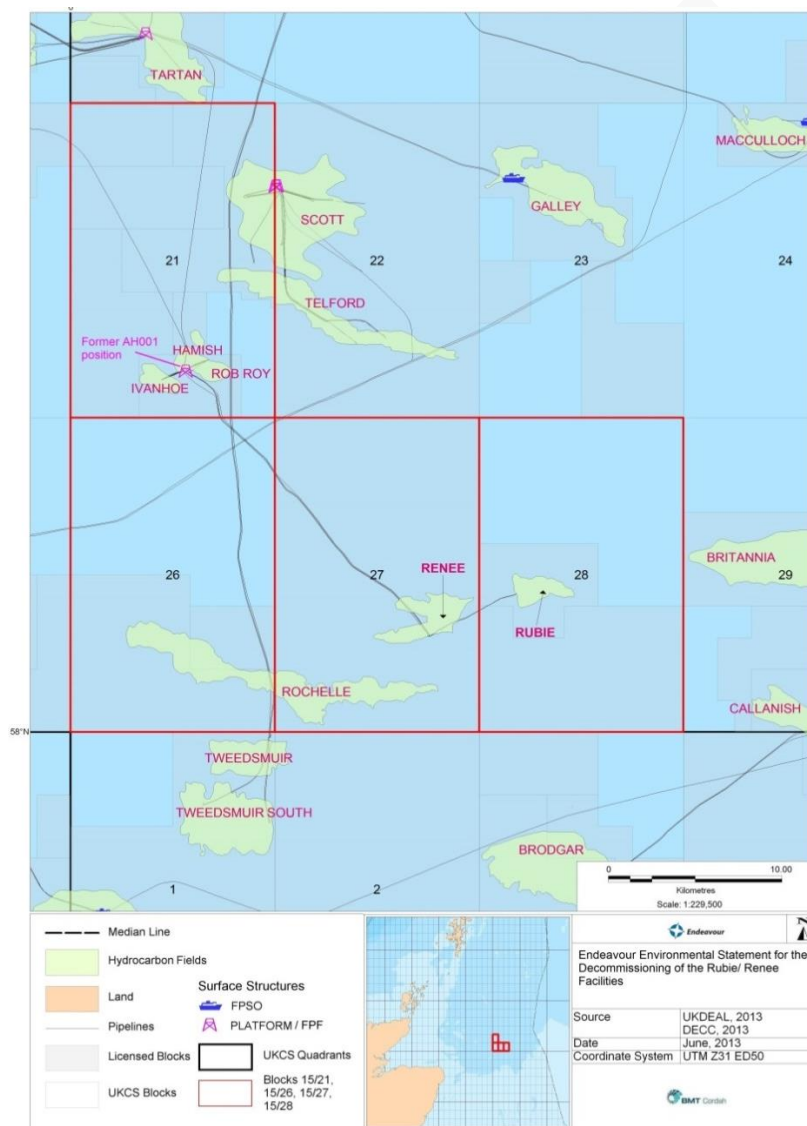 0
TARTAN
MACCULLOCH
SCOTT
GALLEY
21
22
23
24
TELFORD
Former AH001
position
HAMISH
ROB ROY
IVANHOE
BRITANNIA
26
27
28
29
RENEE
RUBIE
ROCHELLE
CALLANISH
58°N
TWEEDSMUIR
TWEEDSMUIR SOUTH
BRODGAR
1
2
0
10.00
Kilometres
Scale: 1:229,500
Median Line
Hydrocarbon Fields
Land
Pipelines
Licensed Blocks
UKCS Blocks
Surface Structures
FPSO
PLATFORM / FPF
UKCS Quadrants
Blocks 15/21,
15/26, 15/27,
15/28
Endeavour
N
Endeavour Environmental Statement for the
Decommissioning of the Rubie/ Renee
Facilities
Source UKDEAL, 2013
DECC, 2013
Date June, 2013
Coordinate System UTM Z31 ED50
BMT Cordah